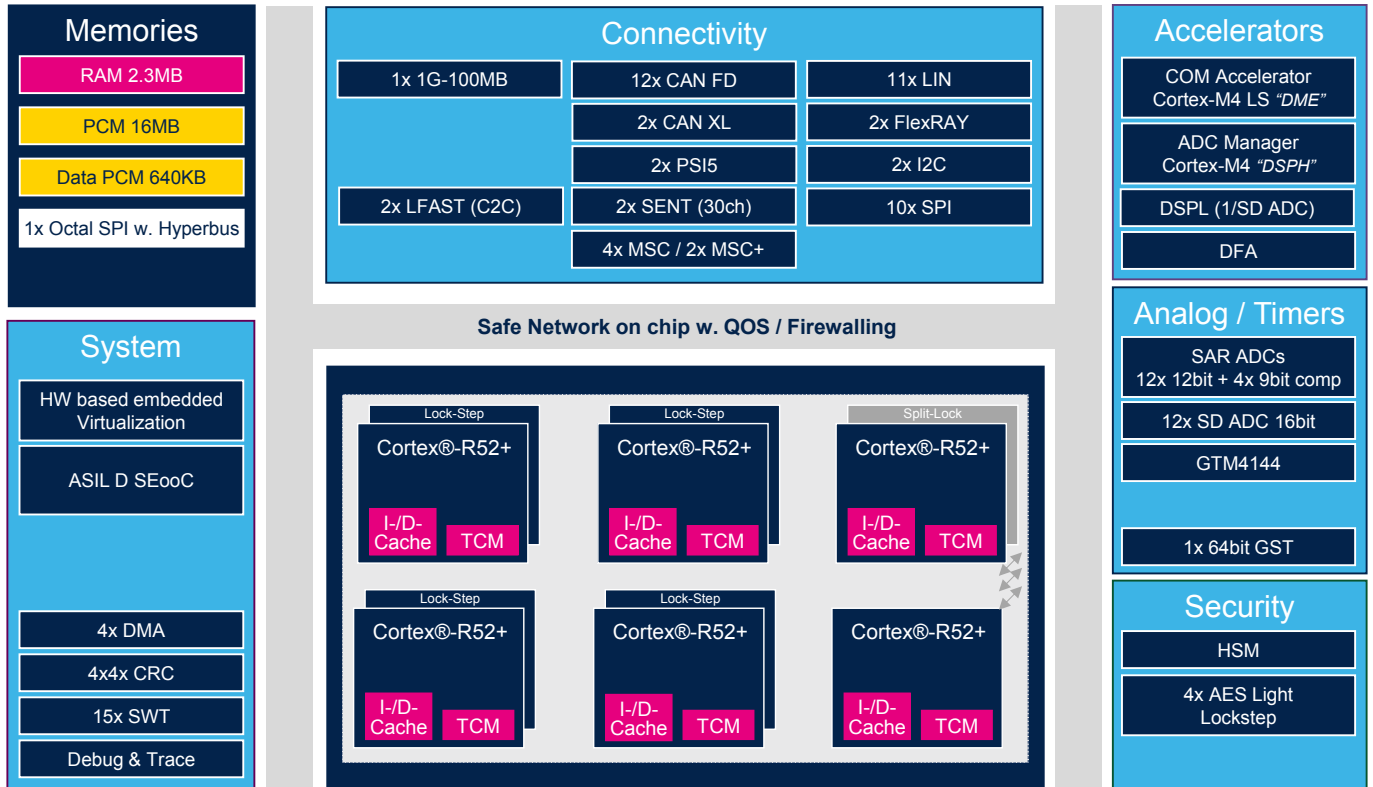 Memories
RAM 2.3MB
PCM 16MB
Data PCM 640KB
1x Octal SPI w. Hyperbus
System
HW based embedded
Virtualization
ASIL D SEooC
4x DMA
4x4x CRC
15x SWT
Debug & Trace
Connectivity
1x 1G-100MB
12x CAN FD
11x LIN
2x CAN XL
2x FlexRAY
2x PSI5
2x I2C
2x LFAST (C2C)
2x SENT (30ch)
10x SPI
4x MSC / 2x MSC+
Safe Network on chip w. QOS / Firewalling
Lock-Step
Cortex®-R52+
I-/D-
Cache
TCM
Lock-Step
Cortex®-R52+
I-/D-
Cache
TCM
Split-Lock
Cortex®-R52+
I-/D-
Cache
TCM
Lock-Step
Cortex®-R52+
I-/D-
Cache
TCM
Lock-Step
Cortex®-R52+
I-/D-
Cache
TCM
Cortex®-R52+
I-/D-
Cache
TCM
Accelerators
COM Accelerator
Cortex-M4 LS “DME”
ADC Manager
Cortex-M4 “DSPH”
DSPL (1/SD ADC)
DFA
Analog / Timers
SAR ADCs
12x 12bit + 4x 9bit comp
12x SD ADC 16bit
GTM4144
1x 64bit GST
Security
HSM
4x AES Light
Lockstep